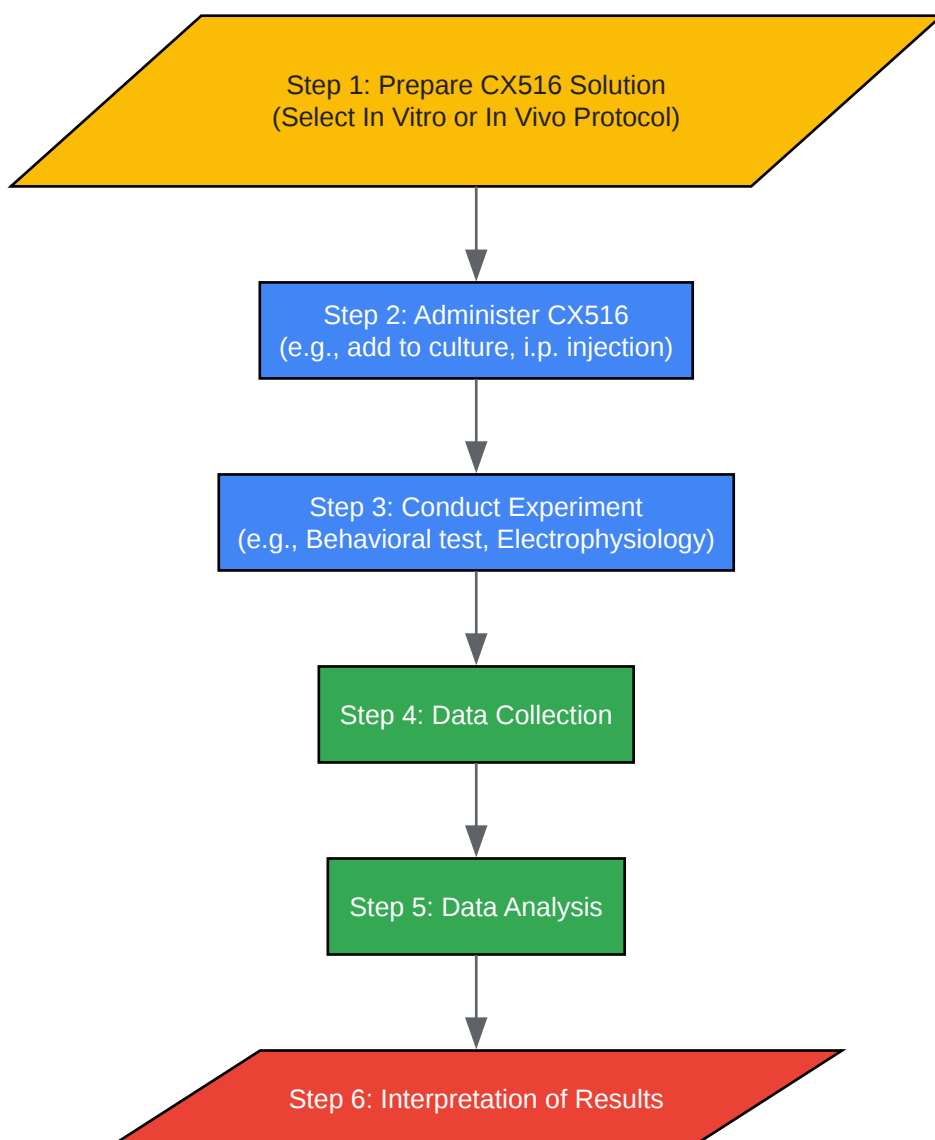 Step 1: Prepare CX516 Solution
(Select In Vitro or In Vivo Protocol)
Step 2: Administer CX516
(e.g., add to culture, i.p. injection)
Step 3: Conduct Experiment
(e.g., Behavioral test, Electrophysiology)
Step 4: Data Collection
Step 5: Data Analysis
Step 6: Interpretation of Results